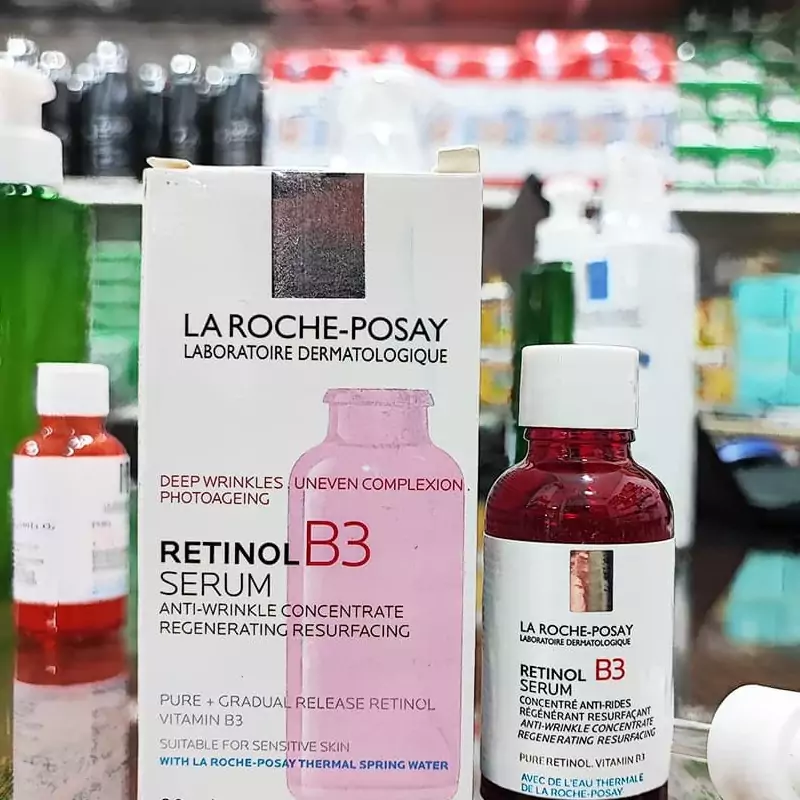 LA ROCHE-POSAY
LABORATOIRE DERMATOLOGIQUE
DEEP WRINKLES . UNEVEN COMPLEXION
PHOTOAGEING
RETINOL B3
SERUM
ANTI-WRINKLE CONCENTRATE
REGENERATING RESURFACING
PURE + GRADUAL RELEASE RETINOL
VITAMIN B3
SUITABLE FOR SENSITIVE SKIN
WITH LA ROCHE-POSAY THERMAL SPRING WATER
LA ROCHE-POSAY
LABORATOIRE DERMATOLOGIQUE
RETINOL B3
SERUM
CONCENTRÉ ANTI-RIDES
RÉGÉNÉRANT RESURFAÇANT
ANTI-WRINKLE CONCENTRATE
REGENERATING RESURFACING
PURE RETINOL. VITAMIN B3
AVEC DE L'EAU THERMALE
DE LA ROCHE-POSAY